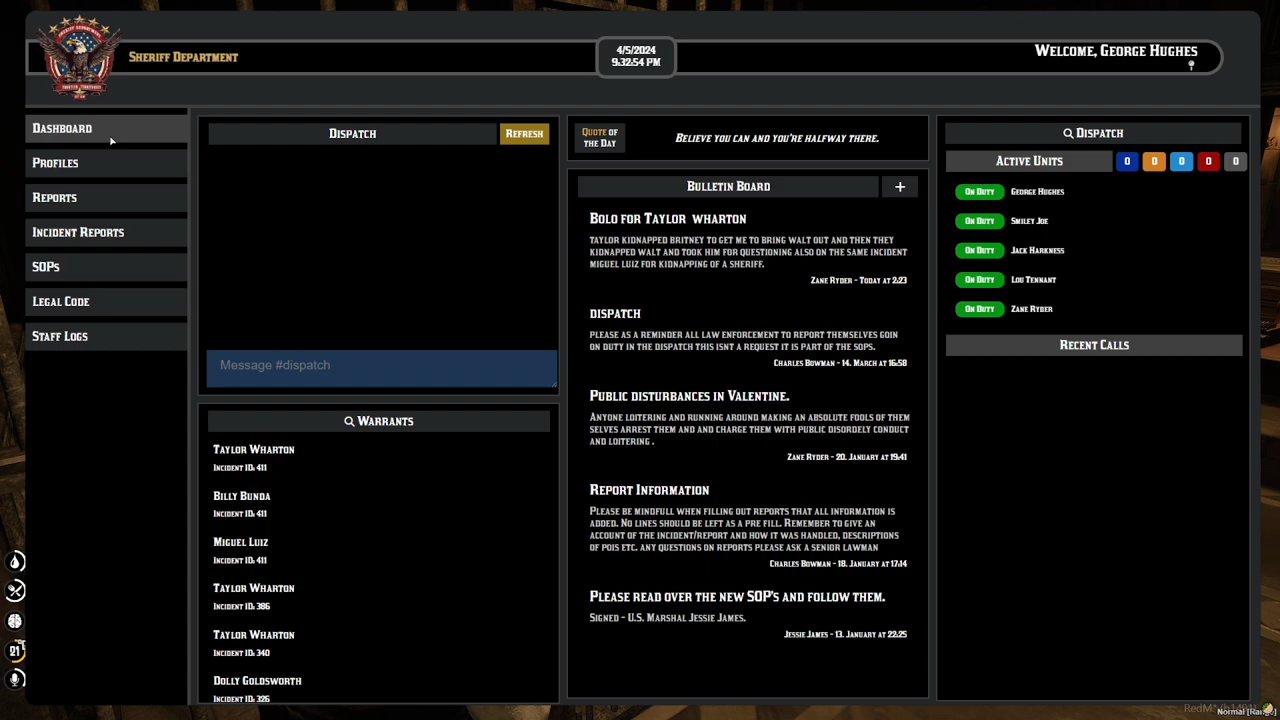 Sheriff Department
4/5/2024
9:32:54 PM
Welcome, George Hughes
Dashboard
Profiles
Reports
Incident Reports
SOPs
Legal Code
Staff Logs
Dispatch
Refresh
Message #dispatch
Warrants
Taylor Wharton
Incident ID: 411
Billy Bunda
Incident ID: 411
Miguel Luiz
Incident ID: 411
Taylor Wharton
Incident ID: 386
Taylor Wharton
Incident ID: 340
Dolly Goldsworth
Incident ID: 326
Quote of
the Day
Believe you can and you're halfway there.
Bulletin Board
+
Bolo for Taylor wharton
Taylor kidnapped Britney to get me to bring walt out and then they
kidnapped walt and took him for questioning also on the same incident
Miguel Luiz for kidnapping of a sheriff.
Zane Ryder - Today at 2:23
dispatch
please as a reminder all law enforcement to report themselves goin
on duty in the dispatch this isnt a request it is part of the sops.
Charles Bowman - 14. March at 16:58
Public disturbances in Valentine.
Anyone loitering and running around making an absolute fools of them
selves arrest them and and charge them with public disordely conduct
and loitering .
Zane Ryder - 20. January at 19:41
Report Information
Please be mindfull when filling out reports that all information is
added. No lines should be left as a pre fill. Remember to give an
account of the incident/report and how it was handled, descriptions
of pois etc. any questions on reports please ask a senior lawman
Charles Bowman - 18. January at 17:14
Please read over the new SOP's and follow them.
Signed - U.S. Marshal Jessie James.
Jessie James - 13. January at 22:25
Dispatch
Active Units
0 0 0 0 0
On Duty George Hughes
On Duty Smiley Joe
On Duty Jack Harkness
On Duty Lou Tennant
On Duty Zane Ryder
Recent Calls
21°
Normal [Range]